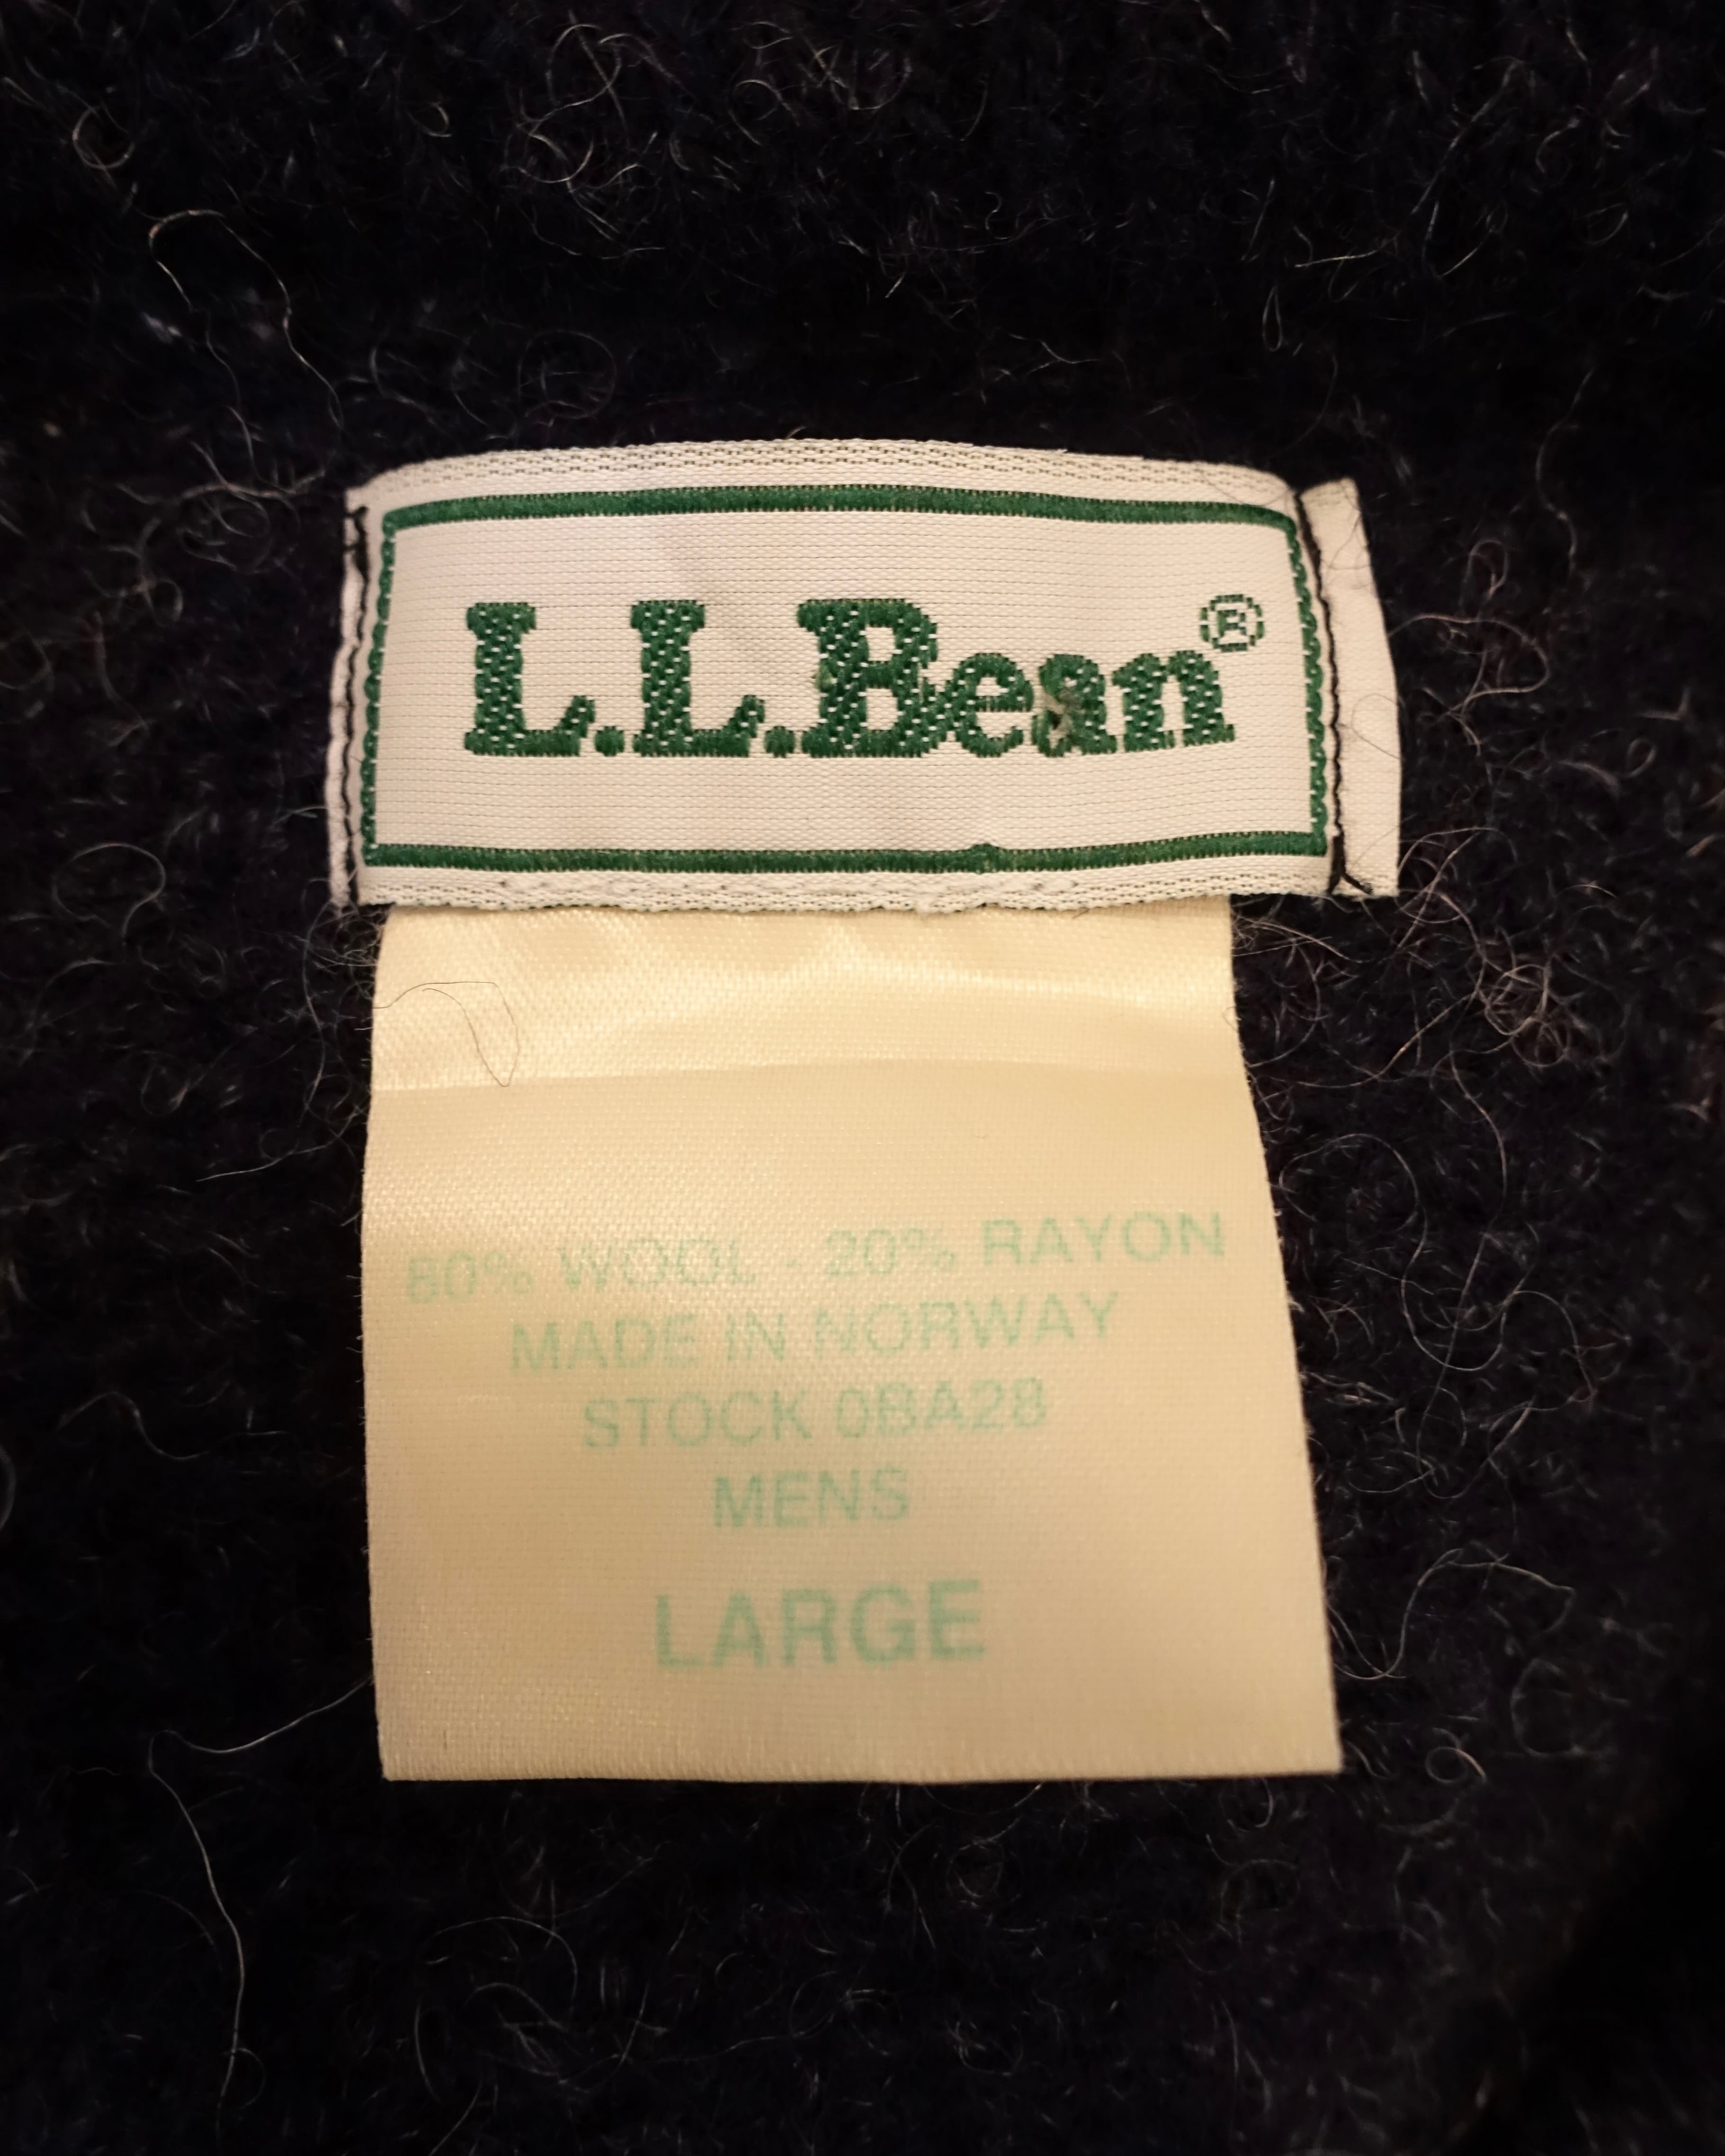 L.L.Bean®
80% WOOL - 20% RAYON
MADE IN NORWAY
STOCK 0BA28
MENS
LARGE